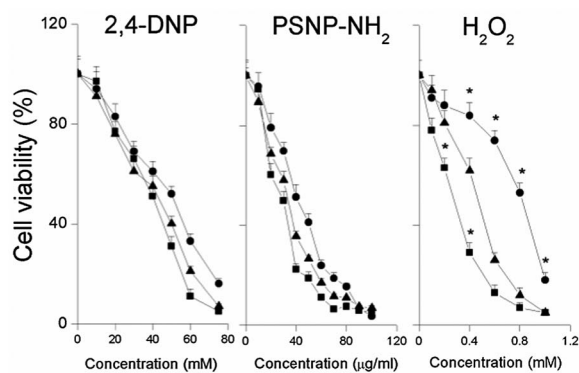 2,4-DNP PSNP-NH2 H2O2
Cell viability (%)
120
80
40
0
0 20 40 60 80
0 40 80 120
0 0.4 0.8 1.2
* * * * * *
Concentration (mM) Concentration (µg/ml) Concentration (mM)